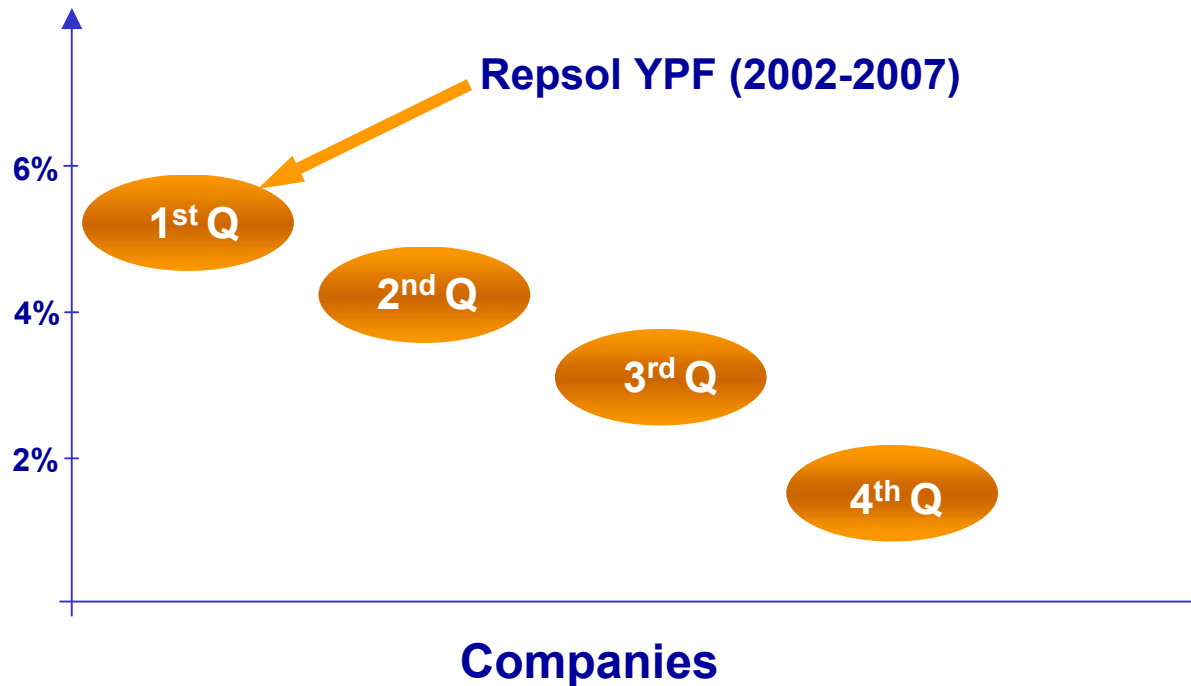 Repsol YPF (2002-2007)
6%
1st Q
2nd Q
4%
3rd Q
2%
4th Q
Companies